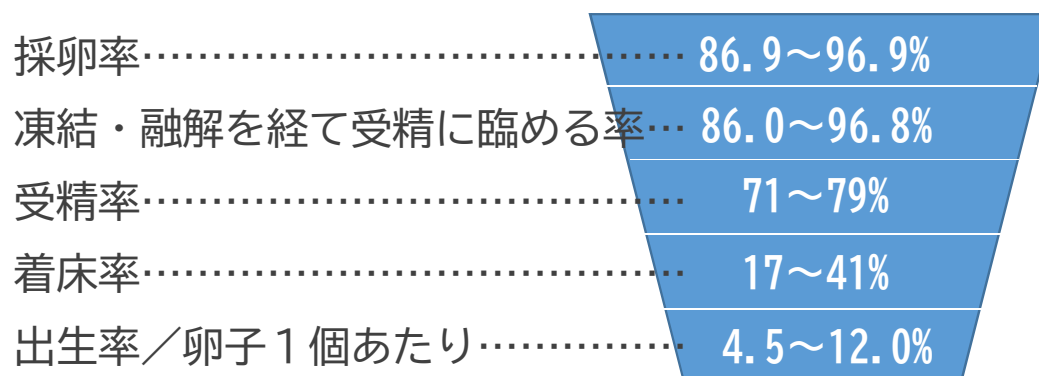 採卵率…………………………………… 86.9～96.9%
凍結・融解を経て受精に臨める率… 86.0～96.8%
受精率…………………………………… 71～79%
着床率…………………………………… 17～41%
出生率／卵子１個あたり…………… 4.5～12.0%